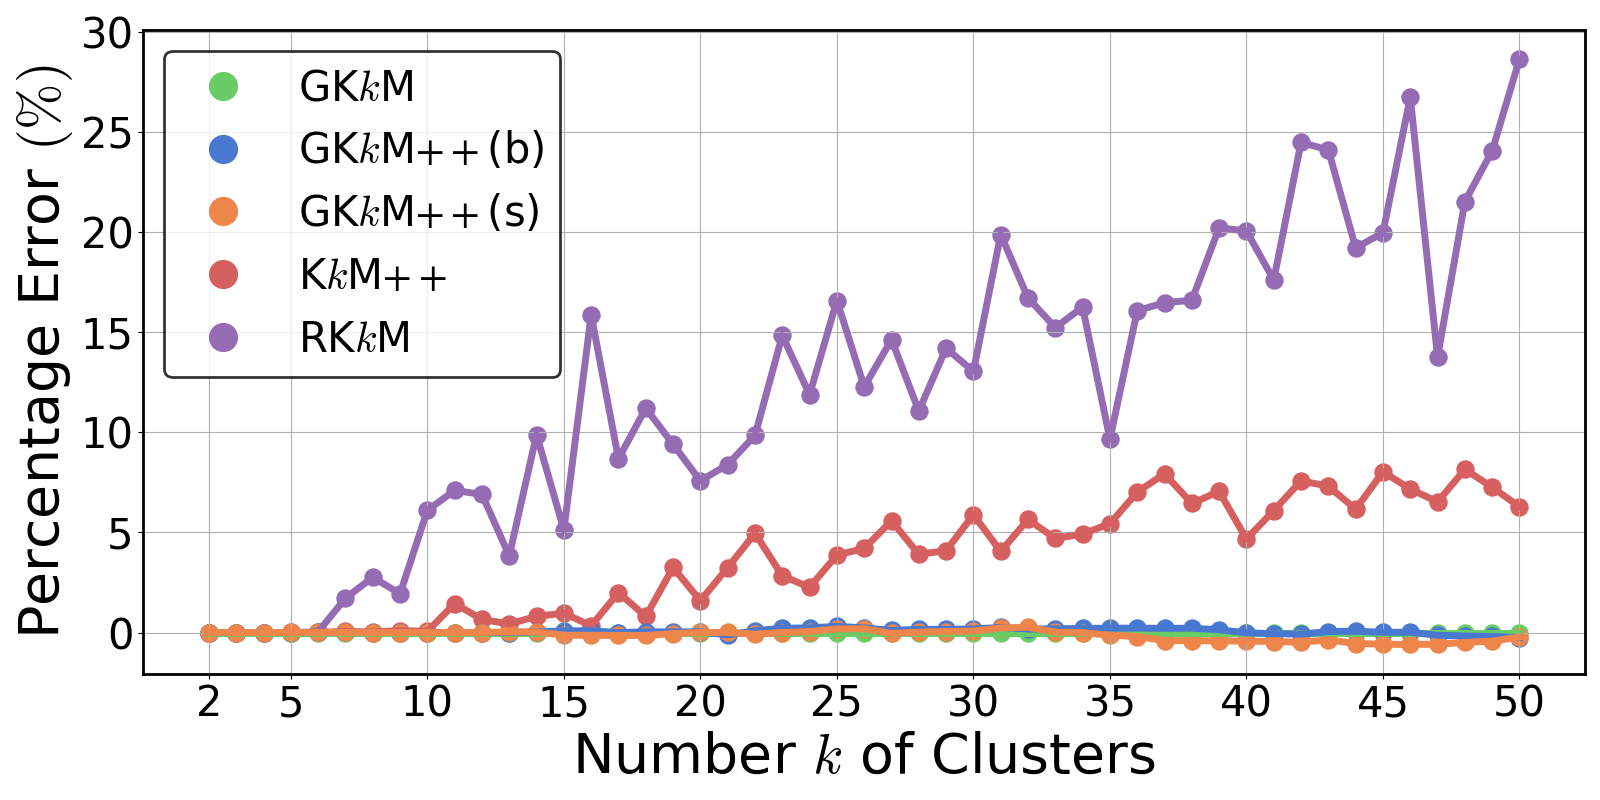 30
25
20
15
10
5
0
Percentage Error (%)
GKkM
GKkM++(b)
GKkM++(s)
KkM++
RKkM
2 5 10 15 20 25 30 35 40 45 50
Number k of Clusters